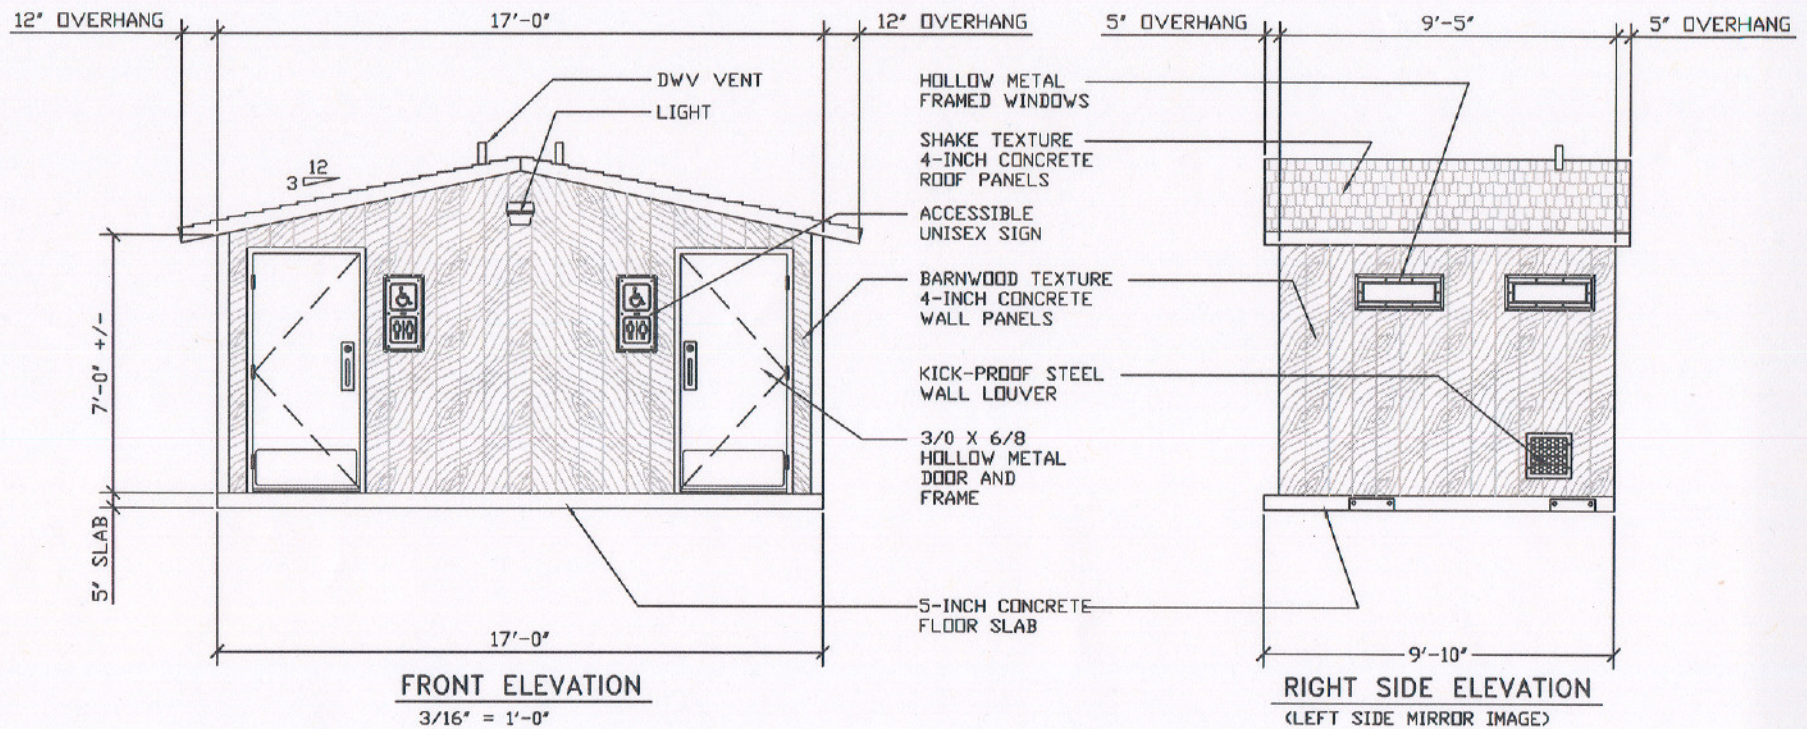 12" OVERHANG
17'-0"
12" OVERHANG
5" OVERHANG
9'-5"
5" OVERHANG
DWV VENT
LIGHT
12
3
7'-0" +/-
5" SLAB
HOLLOW METAL
FRAMED WINDOWS
SHAKE TEXTURE
4-INCH CONCRETE
ROOF PANELS
ACCESSIBLE
UNISEX SIGN
BARNWOOD TEXTURE
4-INCH CONCRETE
WALL PANELS
KICK-PROOF STEEL
WALL LOUVER
3/0 X 6/8
HOLLOW METAL
DOOR AND
FRAME
5-INCH CONCRETE
FLOOR SLAB
17'-0"
9'-10"
FRONT ELEVATION
3/16" = 1'-0"
RIGHT SIDE ELEVATION
(LEFT SIDE MIRROR IMAGE)